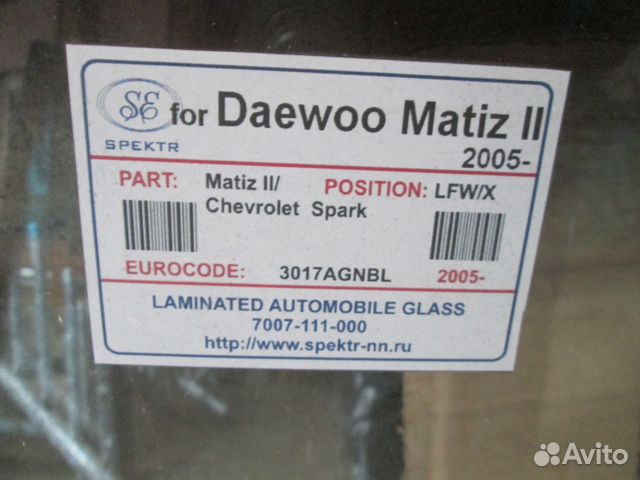 SE for Daewoo Matiz II
SPEKTR
2005-
PART: Matiz II/ POSITION: LFW/X
Chevrolet Spark
EUROCODE: 3017AGNBL 2005-
LAMINATED AUTOMOBILE GLASS
7007-111-000
http://www.spektr-nn.ru
Avito